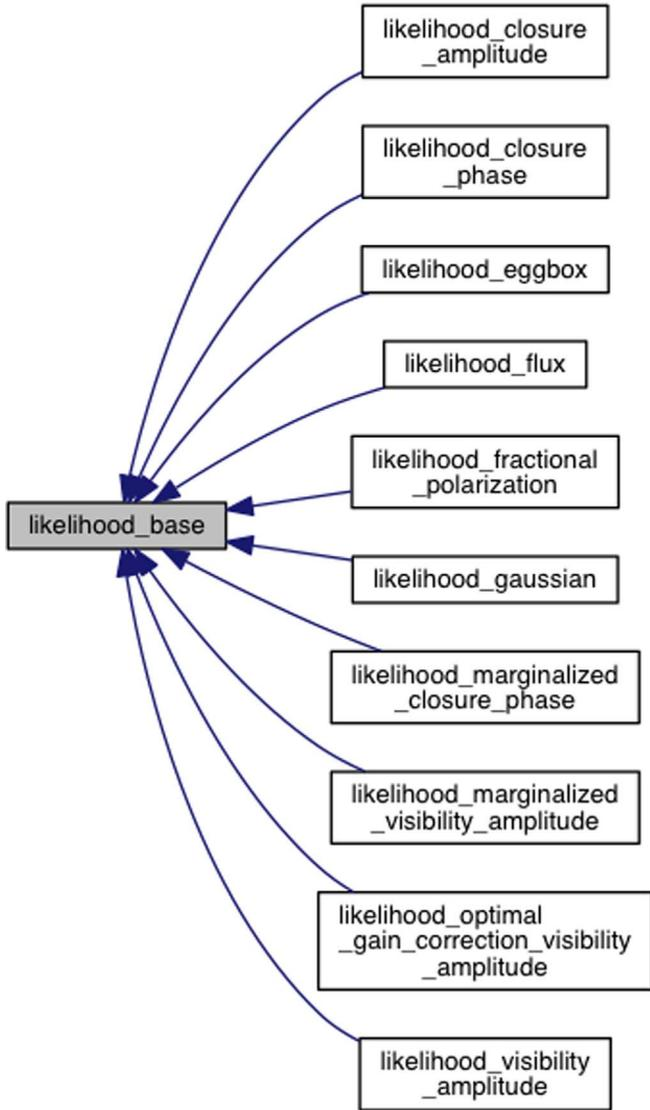 likelihood_closure
_amplitude
likelihood_closure
_phase
likelihood_eggbox
likelihood_flux
likelihood_fractional
_polarization
likelihood_base
likelihood_gaussian
likelihood_marginalized
_closure_phase
likelihood_marginalized
_visibility_amplitude
likelihood_optimal
_gain_correction_visibility
_amplitude
likelihood_visibility
_amplitude